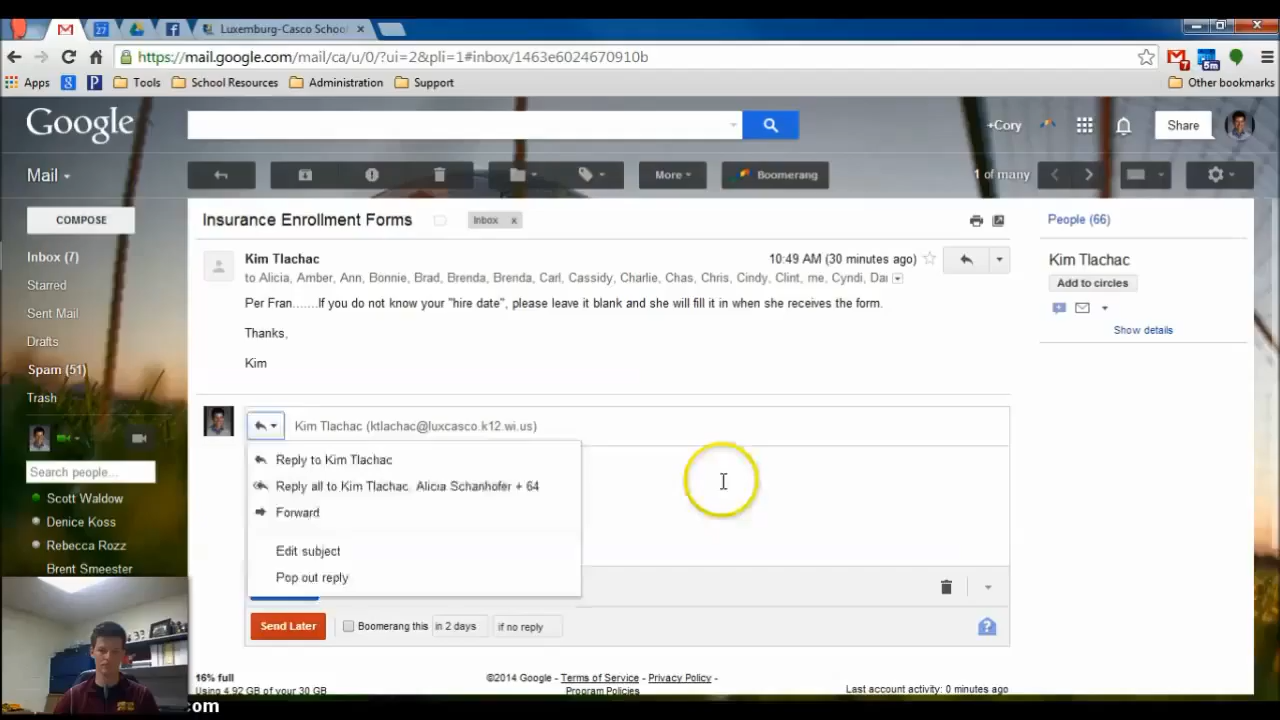 Luxemburg-Casco School
https://mail.google.com/mail/ca/u/0/?ui=2&pli=1#inbox/1463e6024670910b
7
5m
Apps Tools School Resources Administration Support Other bookmarks
27
Google
+Cory
Share
Mail
More
Boomerang
1 of many
COMPOSE
Inbox (7)
Starred
Sent Mail
Drafts
Spam (51)
Trash
Search people...
Scott Waldow
Denice Koss
Rebecca Rozz
Brent Smeester
Insurance Enrollment Forms
Inbox x
Kim Tlachac
10:49 AM (30 minutes ago)
to Alicia, Amber, Ann, Bonnie, Brad, Brenda, Brenda, Carl, Cassidy, Charlie, Chas, Chris, Cindy, Clint, me, Cyndi, Da
Per Fran.......If you do not know your "hire date", please leave it blank and she will fill it in when she receives the form.
Thanks,
Kim
Kim Tlachac (ktlachac@luxcasco.k12.wi.us)
Reply to Kim Tlachac
Reply all to Kim Tlachac, Alicia Schanhofer + 64
Forward
Edit subject
Pop out reply
Send Later
Boomerang this in 2 days if no reply
16% full
Using 4.92 GB of your 30 GB
©2014 Google - Terms of Service - Privacy Policy -
Program Policies
Last account activity: 0 minutes ago
People (66)
Kim Tlachac
Add to circles
Show details
com